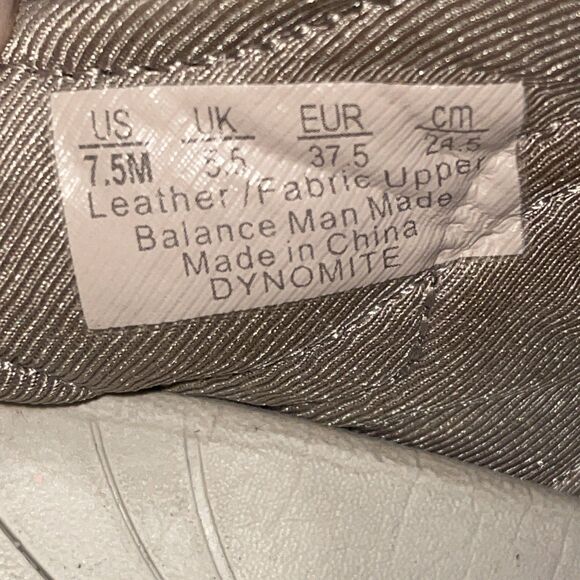 US UK EUR cm
7.5M 5.5 37.5 24.5
Leather /Fabric Upper
Balance Man Made
Made in China
DYNOMITE